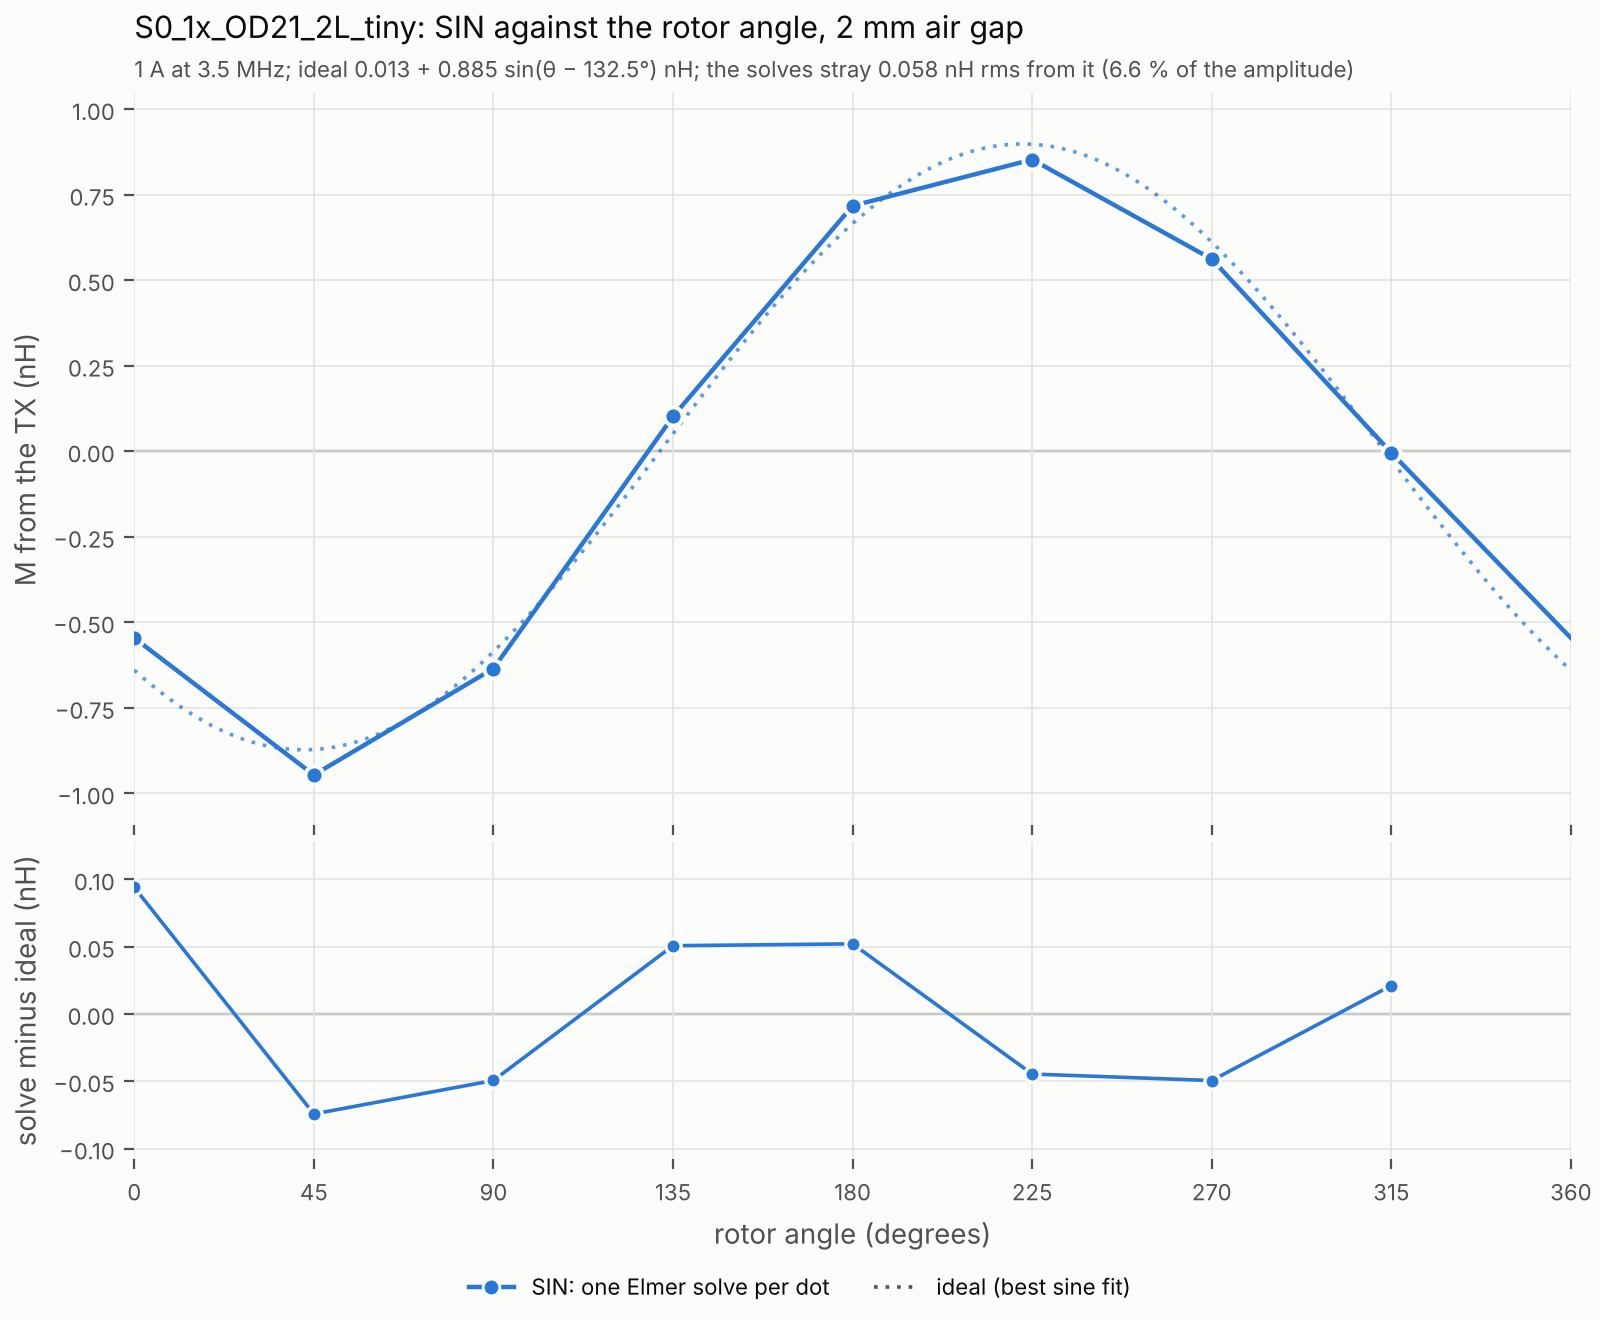 S0_1x_OD21_2L_tiny: SIN against the rotor angle, 2 mm air gap
1 A at 3.5 MHz; ideal 0.013 + 0.885 sin(θ − 132.5°) nH; the solves stray 0.058 nH rms from it (6.6 % of the amplitude)
M from the TX (nH)
1.00
0.75
0.50
0.25
0.00
−0.25
−0.50
−0.75
−1.00
solve minus ideal (nH)
0.10
0.05
0.00
−0.05
−0.10
0 45 90 135 180 225 270 315 360
rotor angle (degrees)
SIN: one Elmer solve per dot ideal (best sine fit)